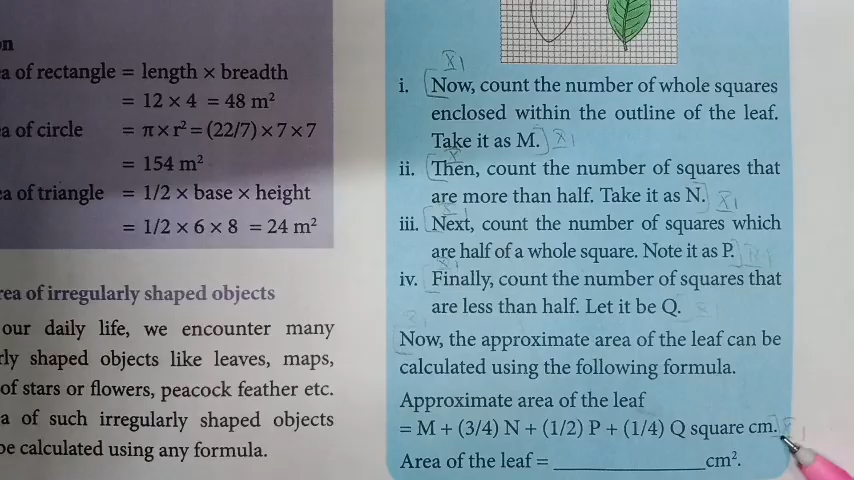 on
a of rectangle = length × breadth
= 12 × 4 = 48 m²
a of circle = π × r² = (22/7) × 7 × 7
= 154 m²
ea of triangle = 1/2 × base × height
= 1/2 × 6 × 8 = 24 m²
rea of irregularly shaped objects
our daily life, we encounter many
rly shaped objects like leaves, maps,
of stars or flowers, peacock feather etc.
a of such irregularly shaped objects
be calculated using any formula.
i. Now, count the number of whole squares
enclosed within the outline of the leaf.
Take it as M.
ii. Then, count the number of squares that
are more than half. Take it as N.
iii. Next, count the number of squares which
are half of a whole square. Note it as P.
iv. Finally, count the number of squares that
are less than half. Let it be Q.
Now, the approximate area of the leaf can be
calculated using the following formula.
Approximate area of the leaf
= M + (3/4) N + (1/2) P + (1/4) Q square cm.
Area of the leaf = ________________ cm².